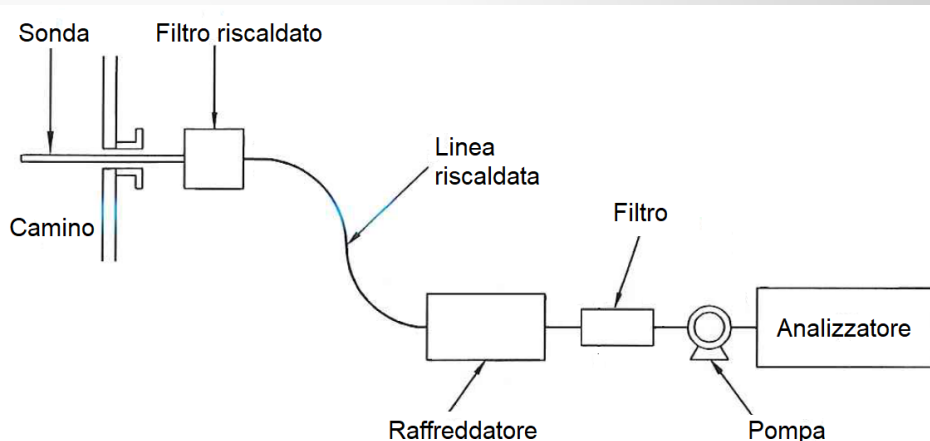 Sonda
Filtro riscaldato
Linea
riscaldata
Camino
Filtro
Analizzatore
Raffreddatore
Pompa